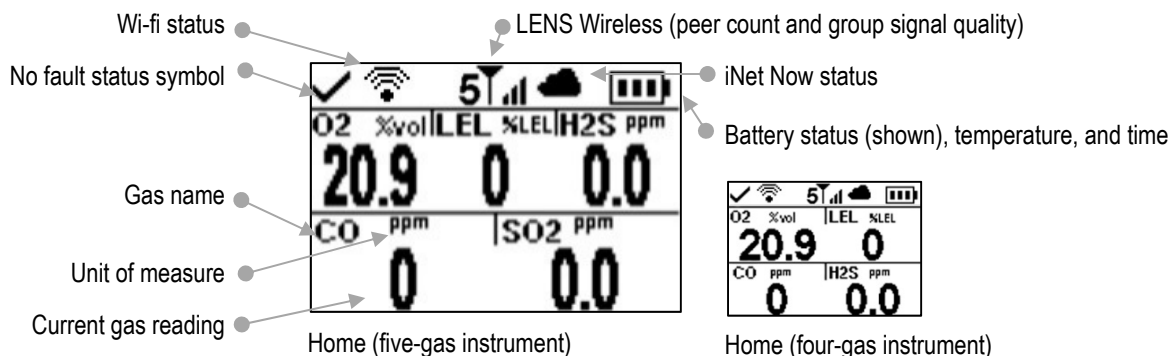 Wi-fi status
LENS Wireless (peer count and group signal quality)
No fault status symbol
iNet Now status
5
Battery status (shown), temperature, and time
O2 %vol LEL %LEL H2S ppm
20.9 0 0.0
Gas name
CO ppm SO2 ppm
0 0.0
Unit of measure
Current gas reading
Home (five-gas instrument)
5
O2 %vol LEL %LEL
20.9 0
CO ppm H2S ppm
0 0.0
Home (four-gas instrument)